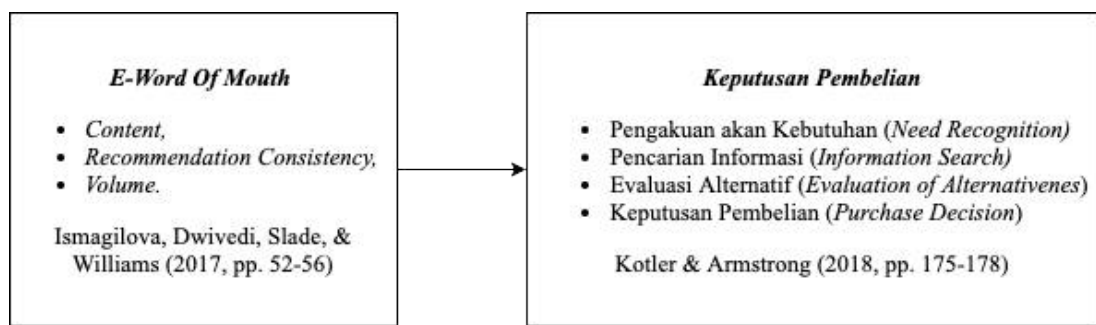 E-Word Of Mouth
• Content,
• Recommendation Consistency,
• Volume.
Ismagilova, Dwivedi, Slade, &
Williams (2017, pp. 52-56)
Keputusan Pembelian
• Pengakuan akan Kebutuhan (Need Recognition)
• Pencarian Informasi (Information Search)
• Evaluasi Alternatif (Evaluation of Alternativenes)
• Keputusan Pembelian (Purchase Decision)
Kotler & Armstrong (2018, pp. 175-178)